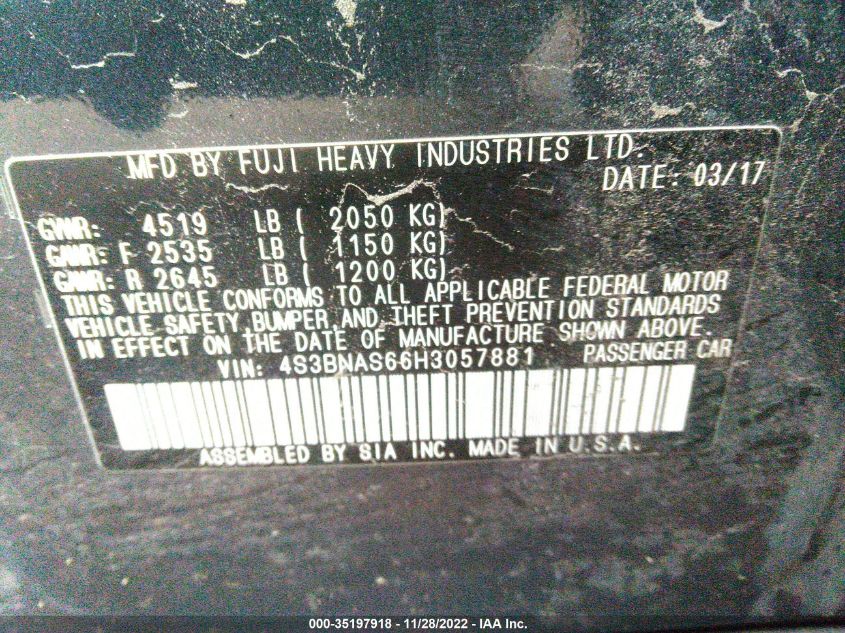 MFD BY FUJI HEAVY INDUSTRIES LTD.
DATE: 03/17
GVWR: 4519 LB ( 2050 KG)
GAWR: F 2535 LB ( 1150 KG)
GAWR: R 2645 LB ( 1200 KG)
THIS VEHICLE CONFORMS TO ALL APPLICABLE FEDERAL MOTOR
VEHICLE SAFETY,BUMPER,AND THEFT PREVENTION STANDARDS
IN EFFECT ON THE DATE OF MANUFACTURE SHOWN ABOVE.
VIN: 4S3BNAS66H3057881 PASSENGER CAR
ASSEMBLED BY SIA INC. MADE IN U.S.A.
000-35197918 - 11/28/2022 - IAA Inc.